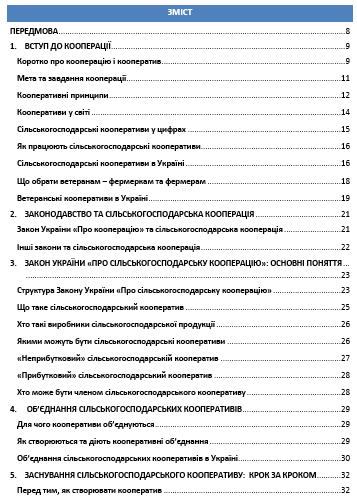 ЗМІСТ
ПЕРЕДМОВА.....8
1. ВСТУП ДО КООПЕРАЦІЇ.....9
Коротко про кооперацію і кооператив.....9
Мета та завдання кооперації.....11
Кооперативні принципи.....12
Кооперативи у світі.....14
Сільськогосподарські кооперативи у цифрах.....15
Як працюють сільськогосподарські кооперативи.....16
Сільськогосподарські кооперативи в Україні.....16
Що обрати ветеранам – фермеркам та фермерам.....18
Ветеранські кооперативи в Україні.....19
2. ЗАКОНОДАВСТВО ТА СІЛЬСЬКОГОСПОДАРСЬКА КООПЕРАЦІЯ.....21
Закон України «Про кооперацію» та сільськогосподарська кооперація.....21
Інші закони та сільськогосподарська кооперація.....22
3. ЗАКОН УКРАЇНИ «ПРО СІЛЬСЬКОГОСПОДАРСЬКУ КООПЕРАЦІЮ»: ОСНОВНІ ПОНЯТТЯ...
.....23
Структура Закону України «Про сільськогосподарську кооперацію».....23
Що таке сільськогосподарський кооператив.....25
Хто такі виробники сільськогосподарської продукції.....26
Якими можуть бути сільськогосподарські кооперативи.....26
«Неприбутковий» сільськогосподарській кооператив.....27
«Прибутковий» сільськогосподарський кооператив.....28
Хто може бути членом сільськогосподарського кооперативу.....28
4. ОБ'ЄДНАННЯ СІЛЬСЬКОГОСПОДАРСЬКИХ КООПЕРАТИВІВ.....29
Для чого кооперативи об'єднуються.....29
Як створюються та діють кооперативні об'єднання.....29
Об'єднання сільськогосподарських кооперативів в Україні.....30
5. ЗАСНУВАННЯ СІЛЬСЬКОГОСПОДАРСЬКОГО КООПЕРАТИВУ: КРОК ЗА КРОКОМ.....32
Перед тим, як створювати кооператив.....32